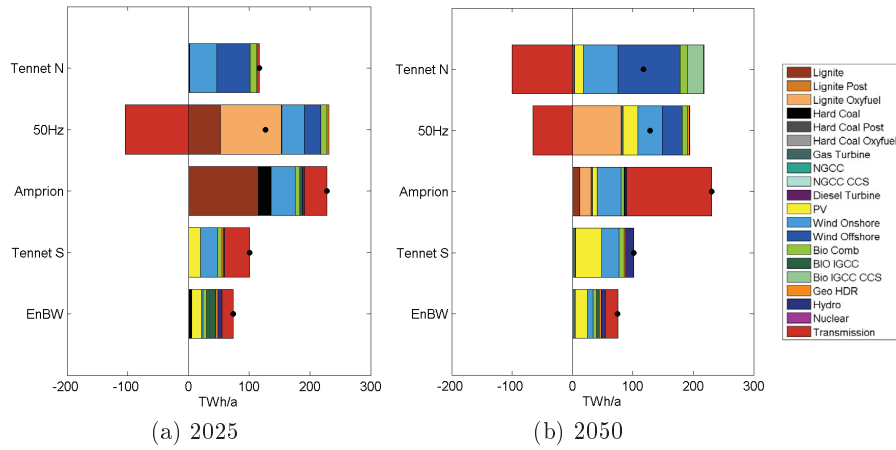 Tennet N
50Hz
Amprion
Tennet S
EnBW
-200 -100 0 100 200 300
TWh/a
(a) 2025
Tennet N
50Hz
Amprion
Tennet S
EnBW
-200 -100 0 100 200 300
TWh/a
(b) 2050
Lignite
Lignite Post
Lignite Oxyfuel
Hard Coal
Hard Coal Post
Hard Coal Oxyfuel
Gas Turbine
NGCC
NGCC CCS
Diesel Turbine
PV
Wind Onshore
Wind Offshore
Bio Comb
BIO IGCC
Bio IGCC CCS
Geo HDR
Hydro
Nuclear
Transmission